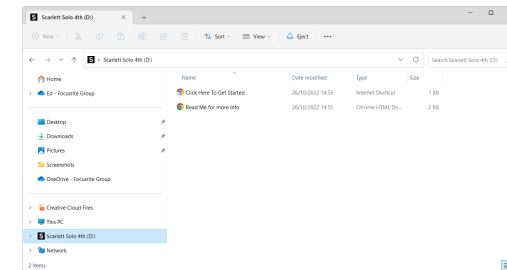 Scarlett Solo 4th (D:)
New
Sort
View
Eject
Scarlett Solo 4th (D:)
Search Scarlett Solo 4th (D:)
Home
Ed - Focusrite Group
Desktop
Downloads
Pictures
Screenshots
OneDrive - Focusrite Group
Creative Cloud Files
This PC
Scarlett Solo 4th (D:)
Network
Name Date modified Type Size
Click Here To Get Started 26/10/2022 14:55 Internet Shortcut 1 KB
Read Me for more Info 26/10/2022 14:55 Chrome HTML Do... 2 KB
2 items